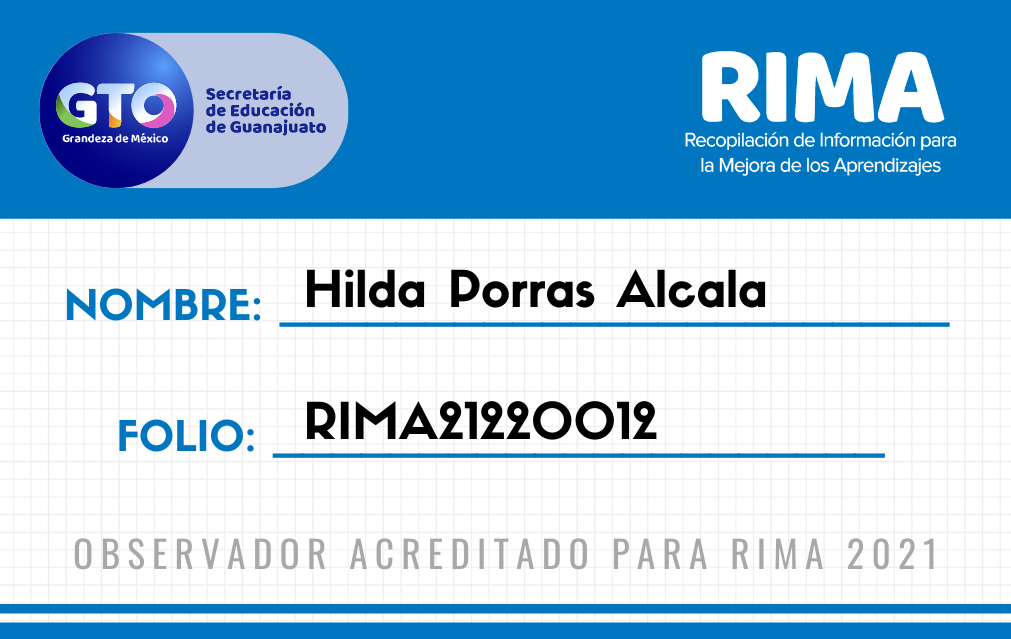 GTO
Grandeza de México
Secretaría
de Educación
de Guanajuato
RIMA
Recopilación de Información para
la Mejora de los Aprendizajes
NOMBRE: Hilda Porras Alcala
FOLIO: RIMA21220012
OBSERVADOR ACREDITADO PARA RIMA 2021